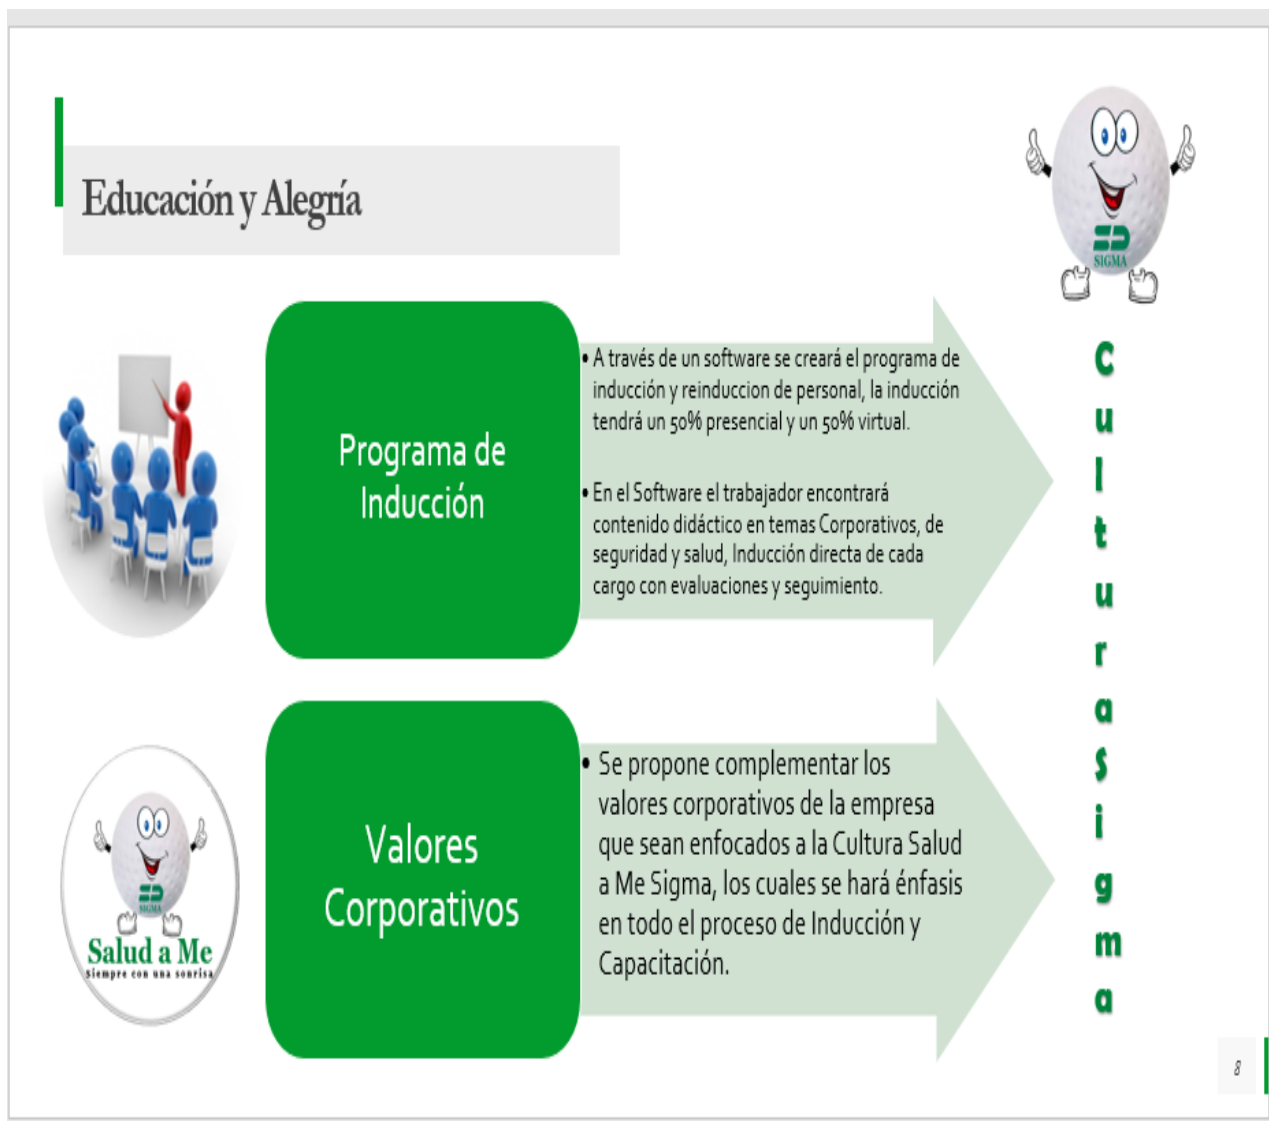 Educación y Alegría
SIGMA
Programa de
Inducción
• A través de un software se creará el programa de
inducción y reinduccion de personal, la inducción
tendrá un 50% presencial y un 50% virtual.
• En el Software el trabajador encontrará
contenido didáctico en temas Corporativos, de
seguridad y salud, Inducción directa de cada
cargo con evaluaciones y seguimiento.
Valores
Corporativos
• Se propone complementar los
valores corporativos de la empresa
que sean enfocados a la Cultura Salud
a Me Sigma, los cuales se hará énfasis
en todo el proceso de Inducción y
Capacitación.
SIGMA
Salud a Me
Siempre con una sonrisa
C
u
l
t
u
r
a
S
i
g
m
a
8